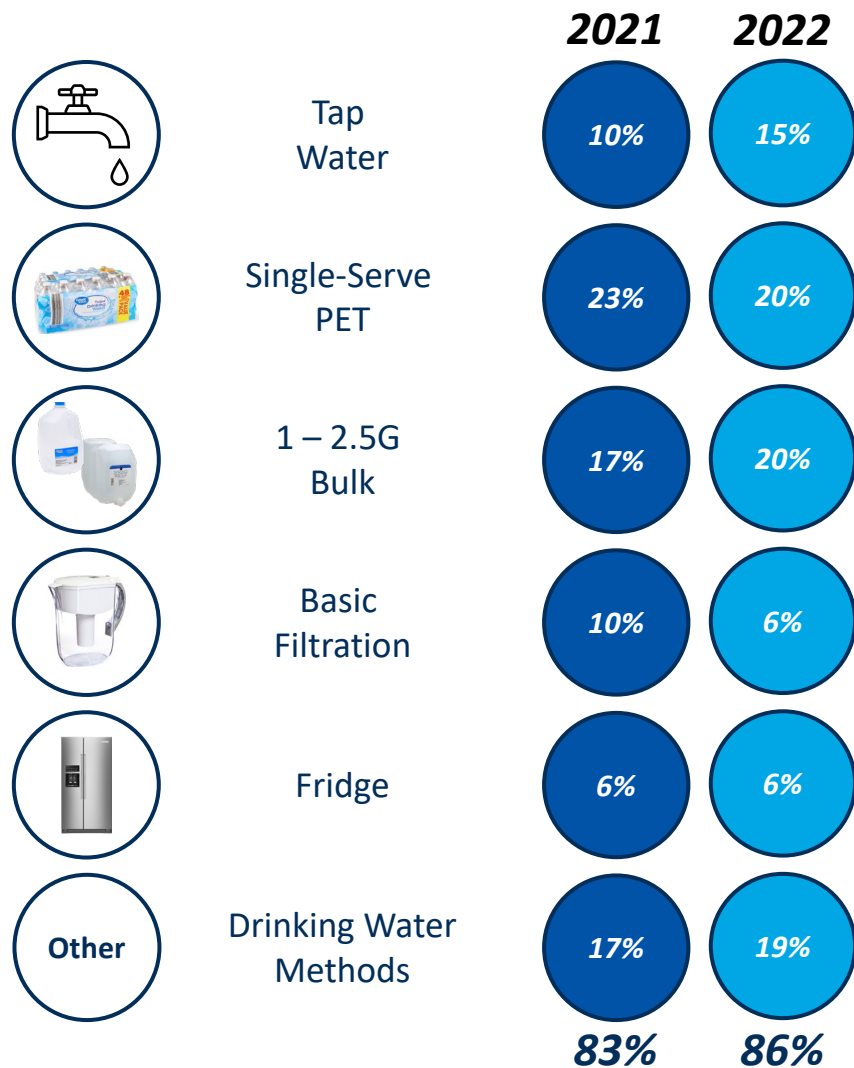 2021 2022
Tap
Water
10% 15%
Single-Serve
PET
23% 20%
1 – 2.5G
Bulk
17% 20%
Basic
Filtration
10% 6%
Fridge
6% 6%
Other
Drinking Water
Methods
17% 19%
83% 86%